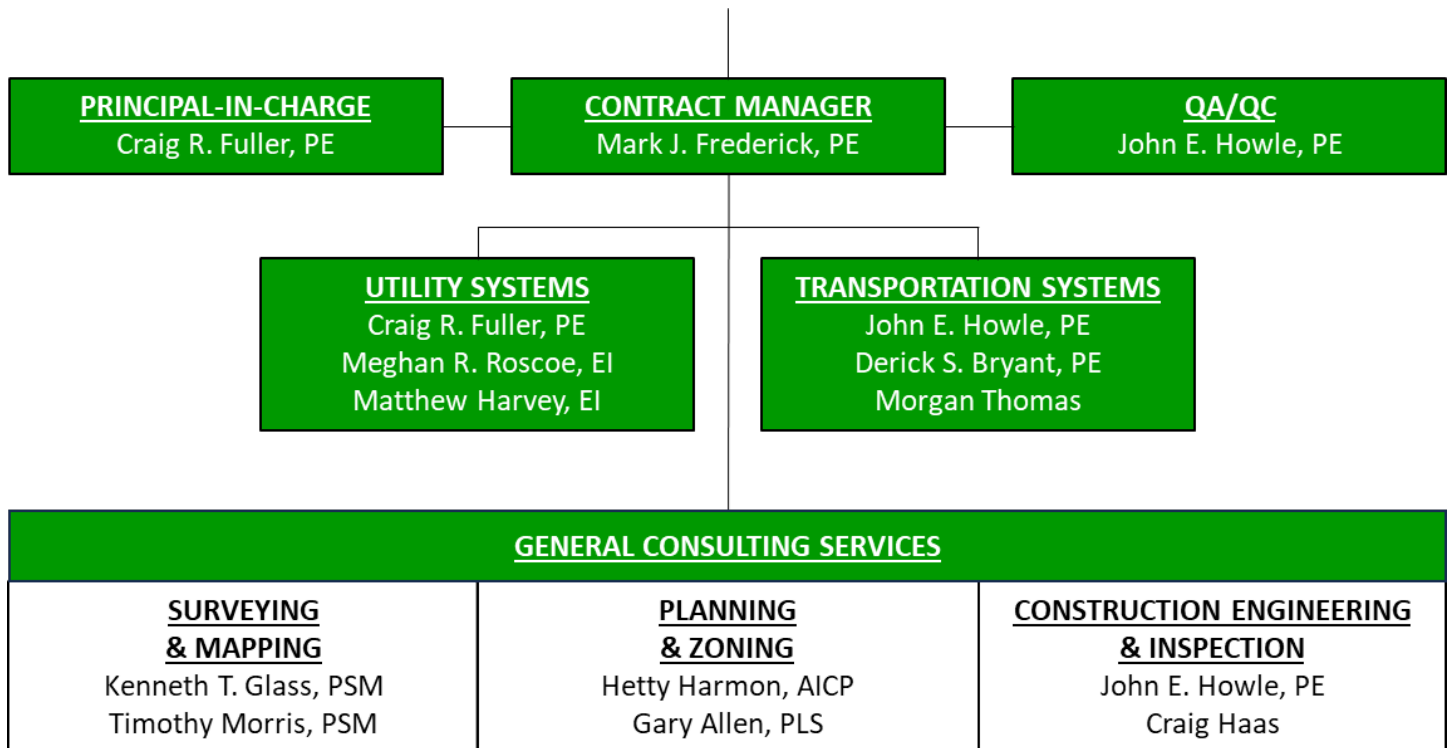 PRINCIPAL-IN-CHARGE
Craig R. Fuller, PE
CONTRACT MANAGER
Mark J. Frederick, PE
QA/QC
John E. Howle, PE
UTILITY SYSTEMS
Craig R. Fuller, PE
Meghan R. Roscoe, EI
Matthew Harvey, EI
TRANSPORTATION SYSTEMS
John E. Howle, PE
Derick S. Bryant, PE
Morgan Thomas
GENERAL CONSULTING SERVICES
SURVEYING
& MAPPING
Kenneth T. Glass, PSM
Timothy Morris, PSM
PLANNING
& ZONING
Hetty Harmon, AICP
Gary Allen, PLS
CONSTRUCTION ENGINEERING
& INSPECTION
John E. Howle, PE
Craig Haas